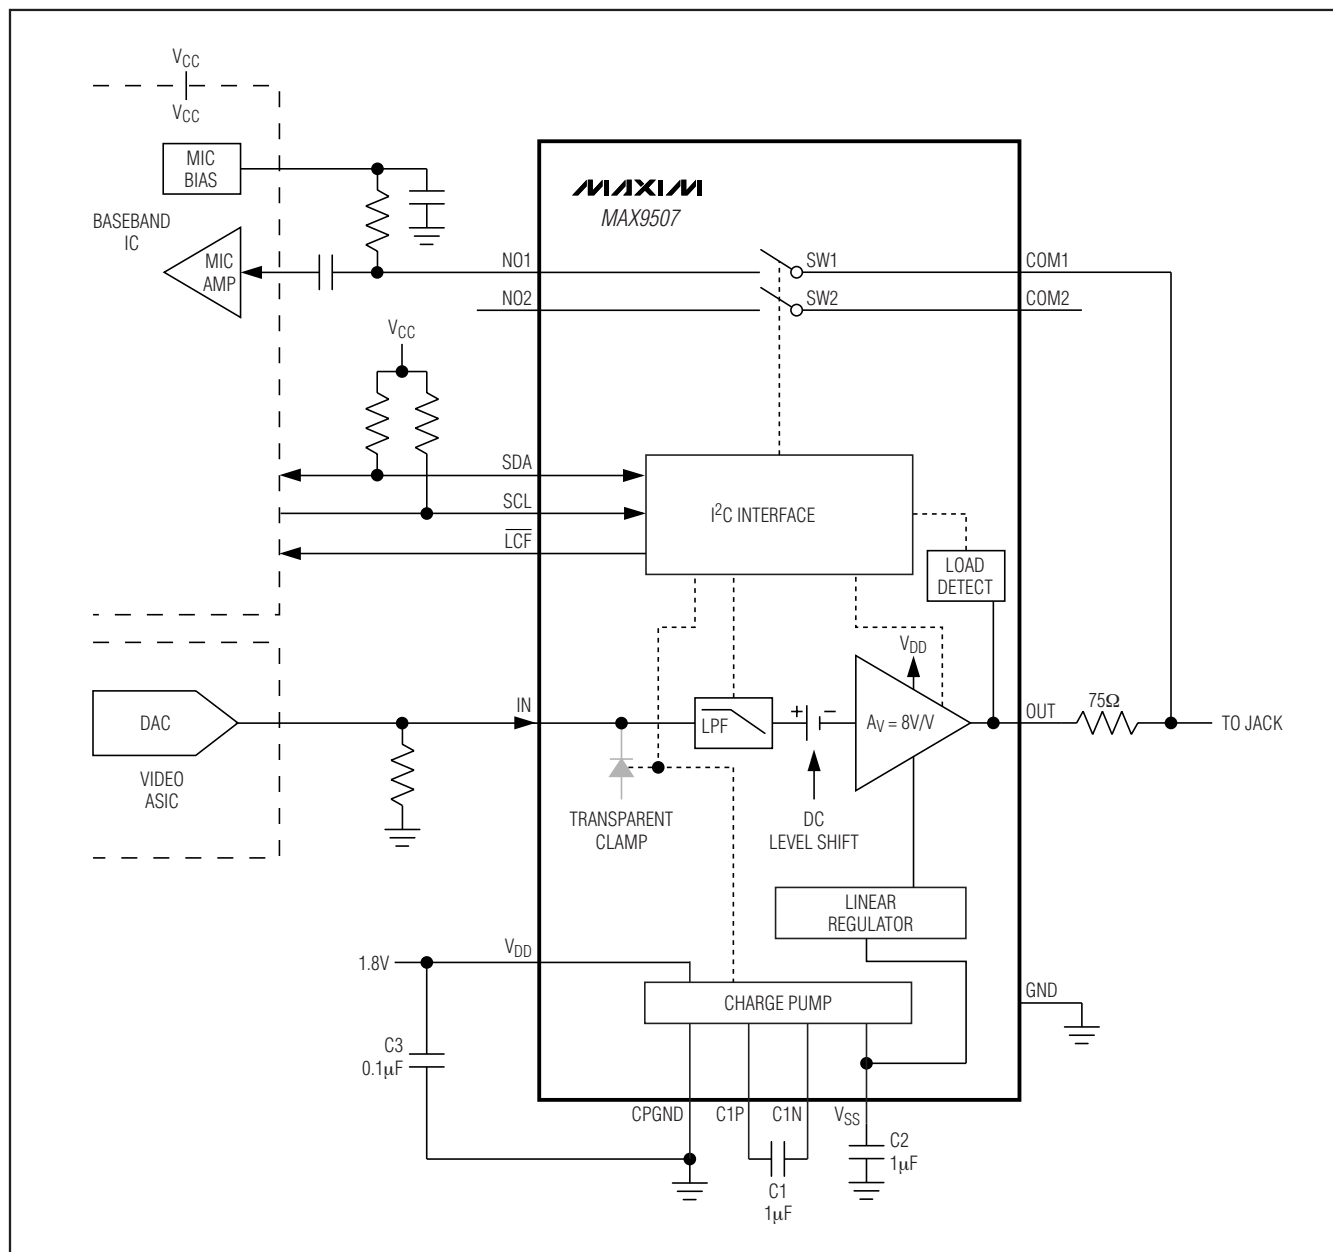 VCC
VCC
MIC
BIAS
BASEBAND
IC
MIC
AMP
MAXIM
MAX9507
NO1
SW1
COM1
NO2
SW2
COM2
VCC
SDA
SCL
LCF
I2C INTERFACE
LOAD
DETECT
VDD
DAC
IN
LPF
+
−
AV = 8V/V
OUT
75Ω
TO JACK
VIDEO
ASIC
TRANSPARENT
CLAMP
DC
LEVEL SHIFT
LINEAR
REGULATOR
1.8V
VDD
CHARGE PUMP
GND
C3
0.1µF
CPGND
C1P
C1N
VSS
C2
1µF
C1
1µF